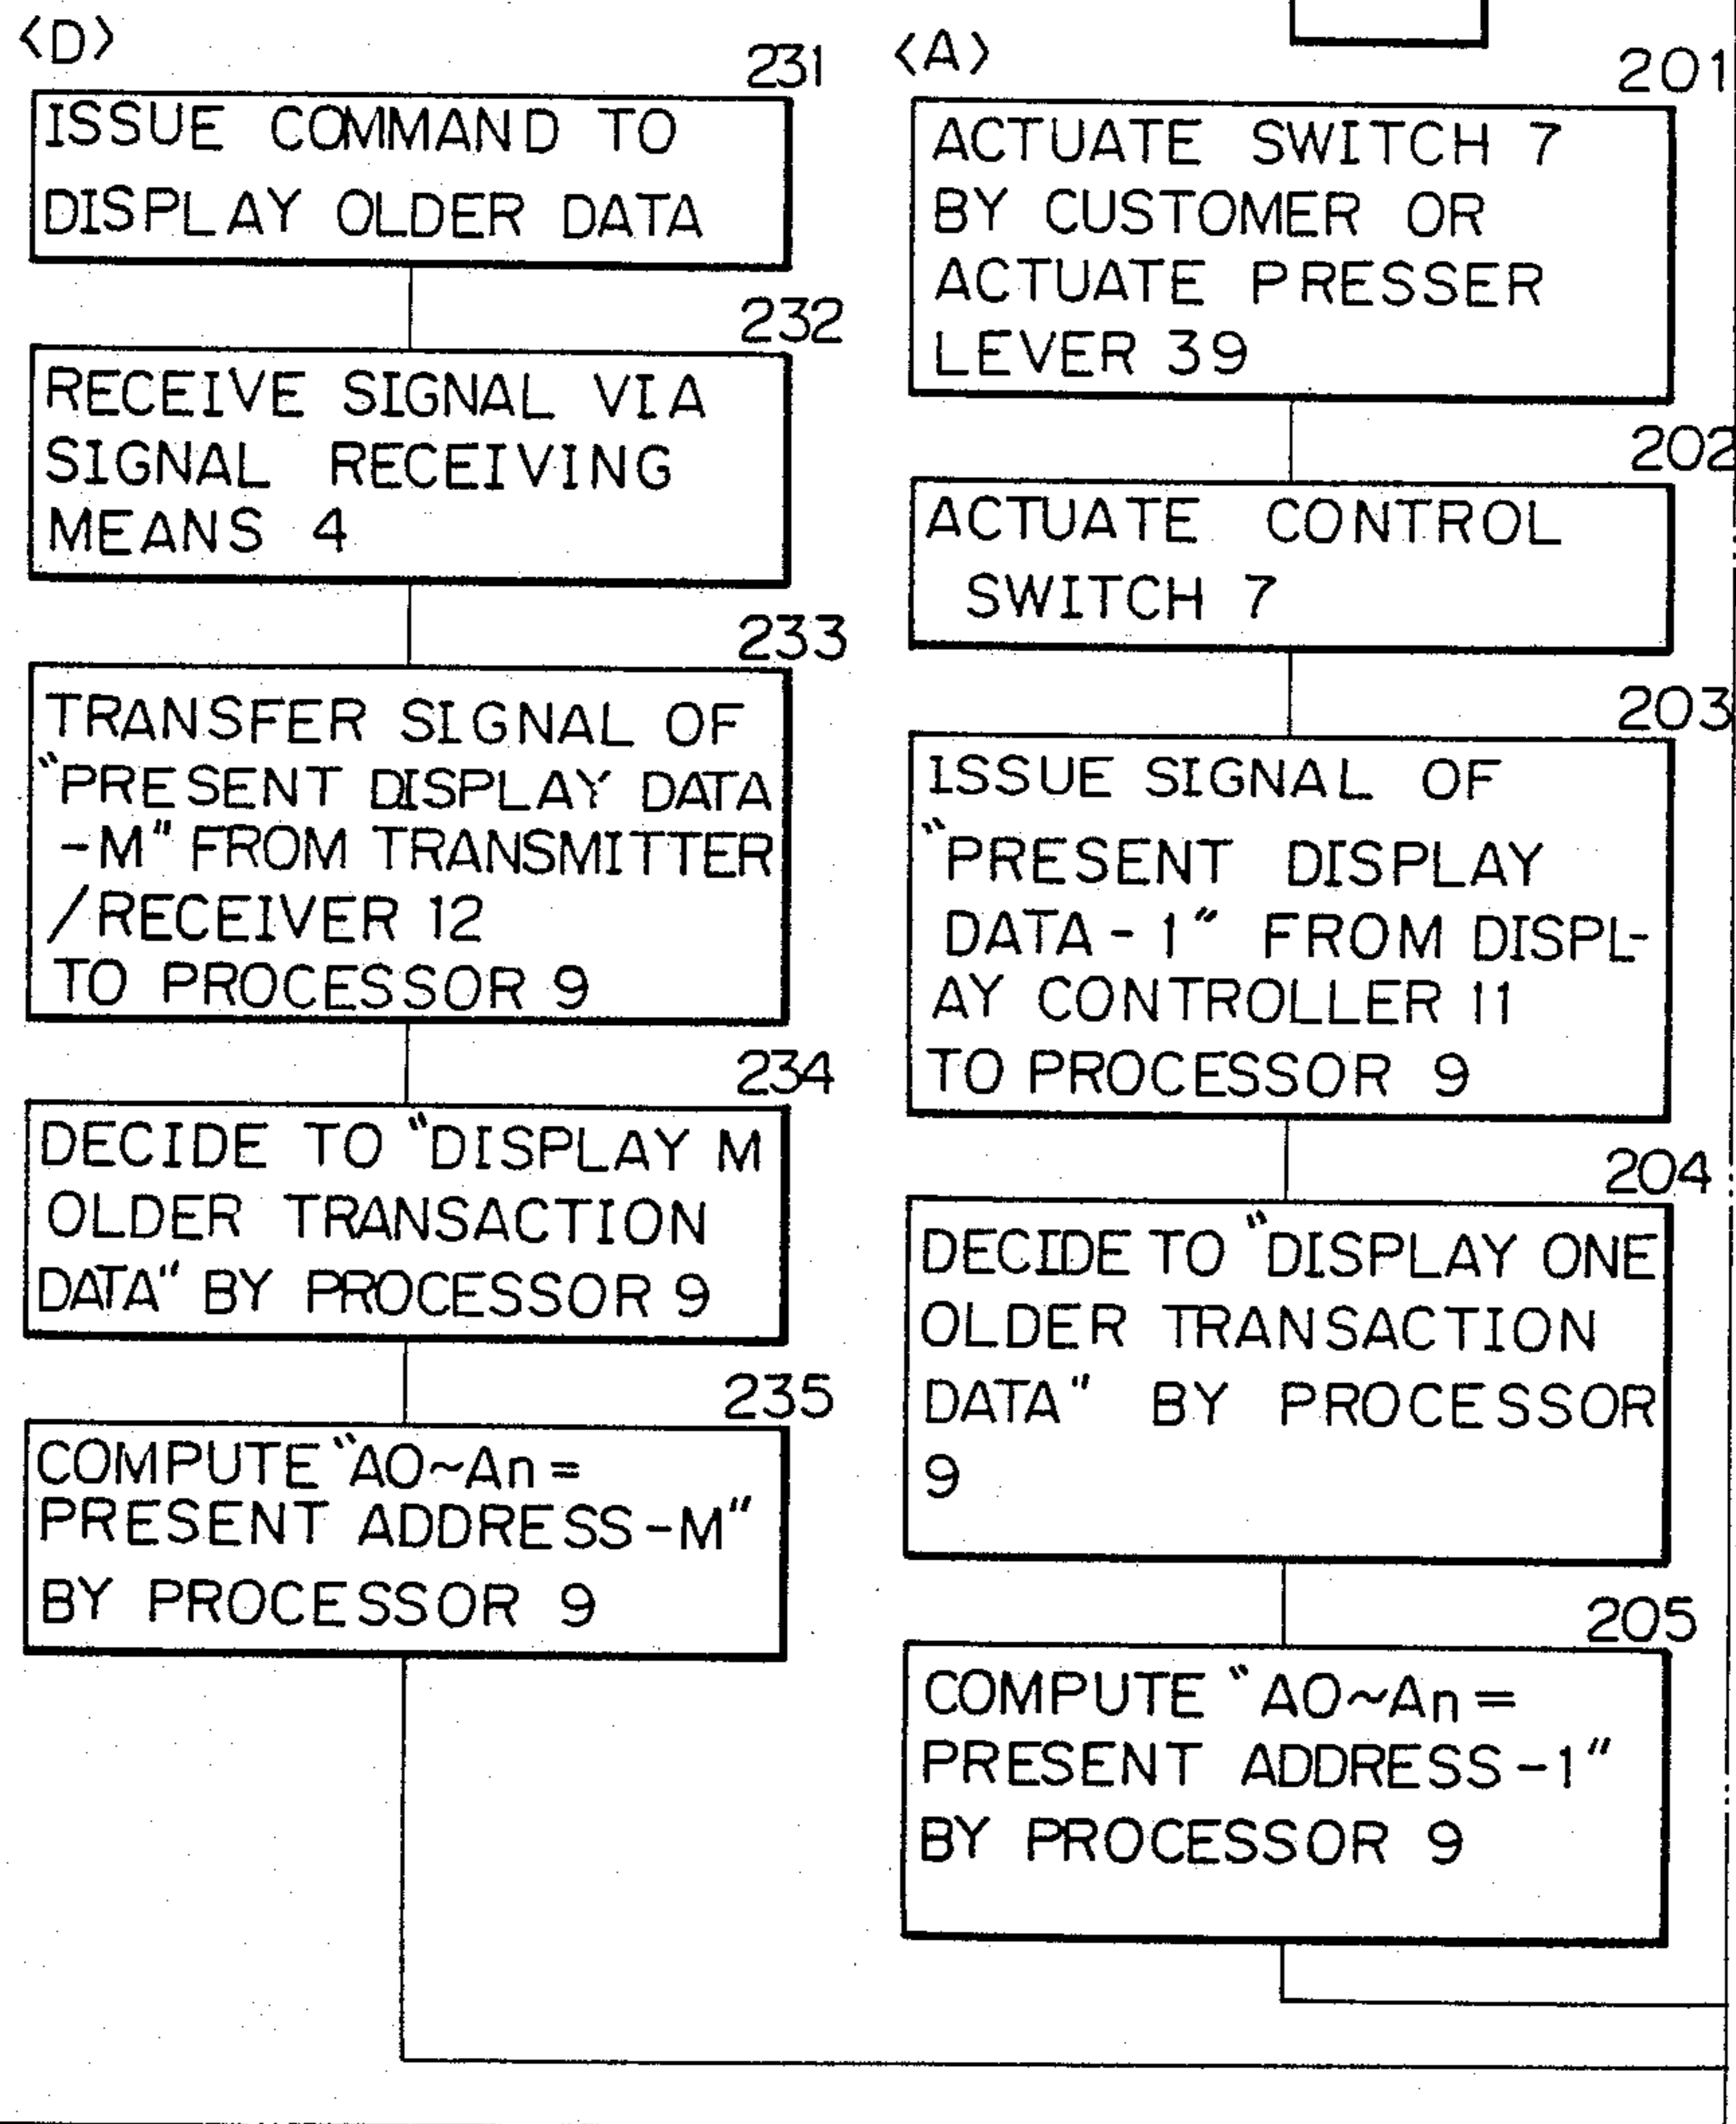 <D>
231
ISSUE COMMAND TO
DISPLAY OLDER DATA
232
RECEIVE SIGNAL VIA
SIGNAL RECEIVING
MEANS 4
233
TRANSFER SIGNAL OF
"PRESENT DISPLAY DATA
-M" FROM TRANSMITTER
/RECEIVER 12
TO PROCESSOR 9
234
DECIDE TO "DISPLAY M
OLDER TRANSACTION
DATA" BY PROCESSOR 9
235
COMPUTE "A0~An=
PRESENT ADDRESS-M"
BY PROCESSOR 9
<A>
201
ACTUATE SWITCH 7
BY CUSTOMER OR
ACTUATE PRESSER
LEVER 39
202
ACTUATE CONTROL
SWITCH 7
203
ISSUE SIGNAL OF
"PRESENT DISPLAY
DATA-1" FROM DISPL-
AY CONTROLLER 11
TO PROCESSOR 9
204
DECIDE TO "DISPLAY ONE
OLDER TRANSACTION
DATA" BY PROCESSOR
9
205
COMPUTE "A0~An=
PRESENT ADDRESS-1"
BY PROCESSOR 9